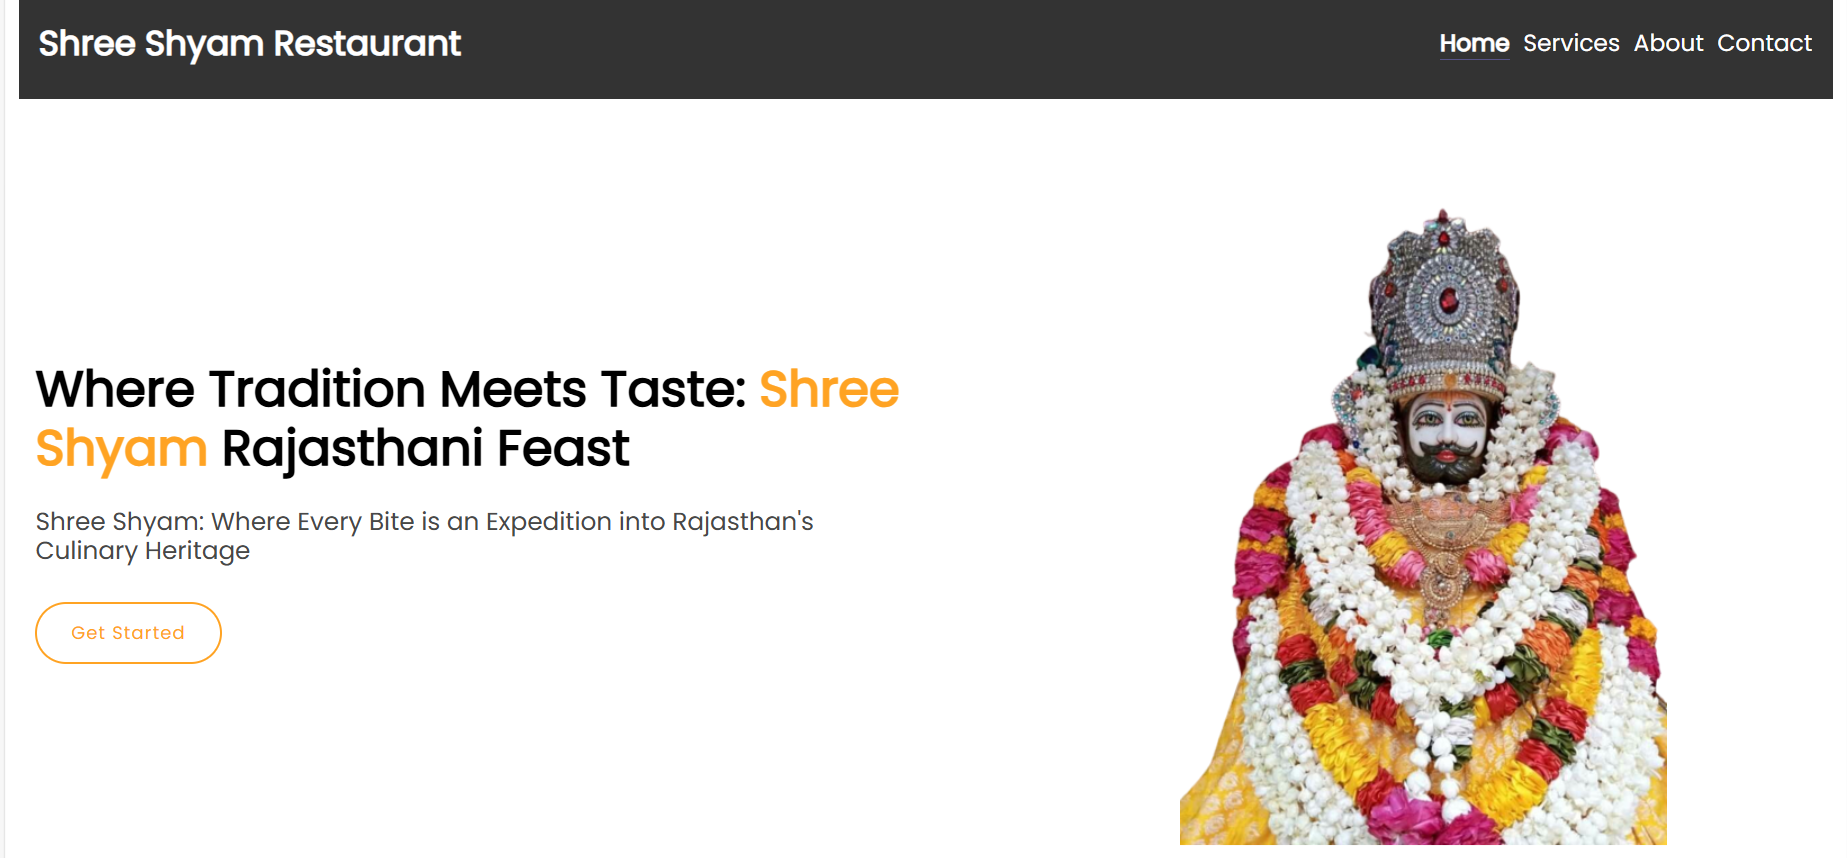 Shree Shyam Restaurant
Home Services About Contact
Where Tradition Meets Taste: Shree
Shyam Rajasthani Feast
Shree Shyam: Where Every Bite is an Expedition into Rajasthan's
Culinary Heritage
Get Started